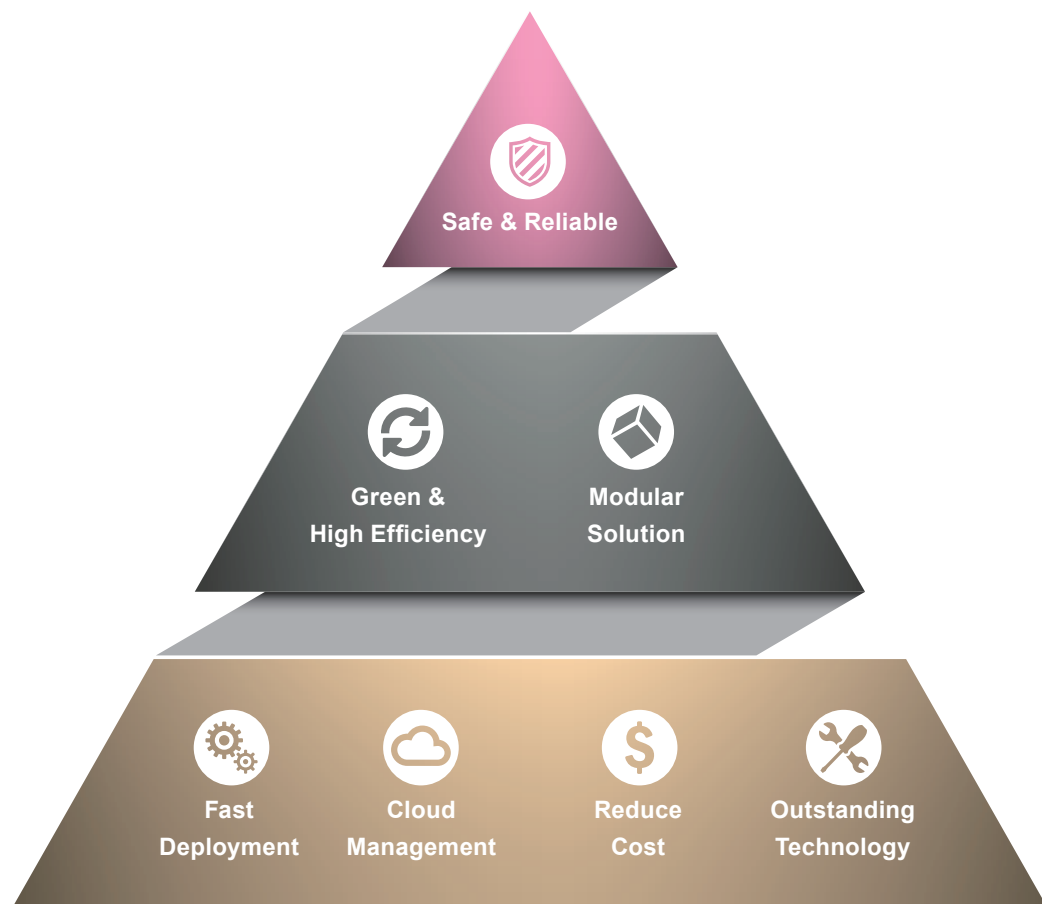 Safe & Reliable
Green &
High Efficiency
Modular
Solution
Fast
Deployment
Cloud
Management
Reduce
Cost
Outstanding
Technology